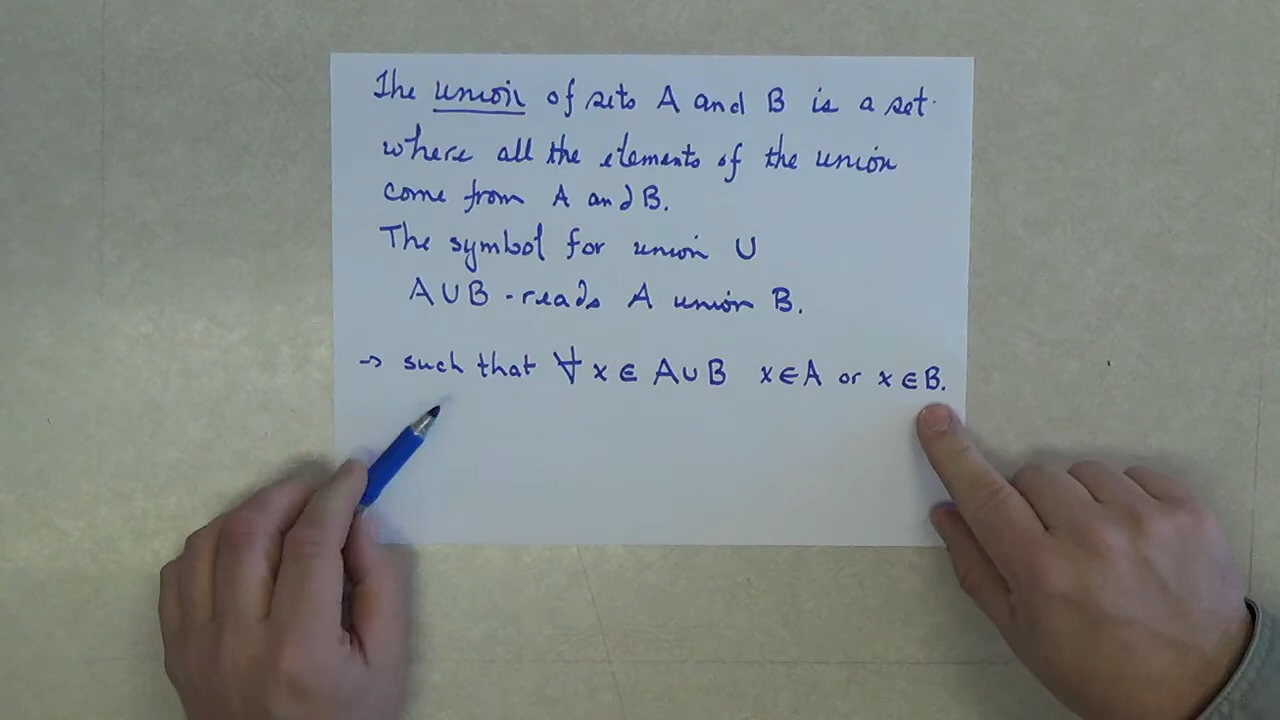 The union of sets A and B is a set
where all the elements of the union
come from A and B.
The symbol for union ∪
A∪B - reads A union B.
→ such that ∀ x ∈ A∪B x∈A or x∈B.